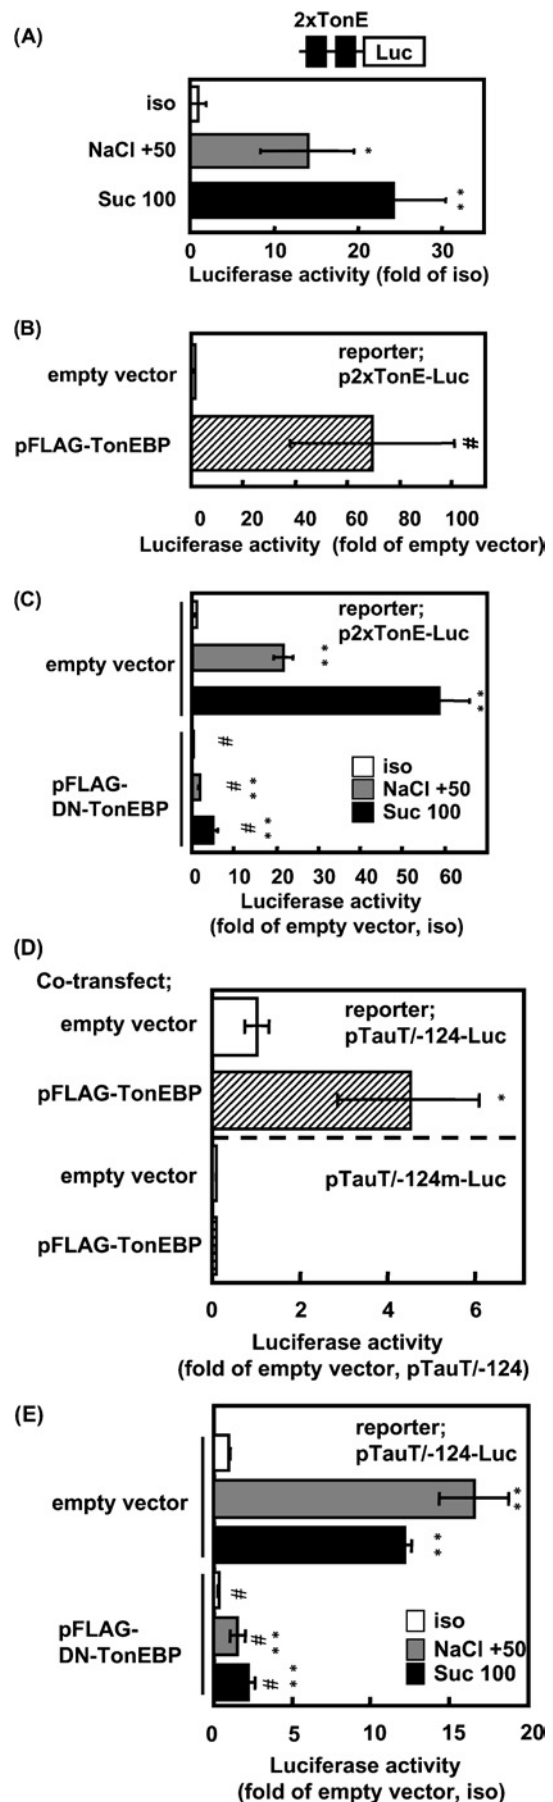 (A)
2xTonE
Luc
iso
NaCl +50
*
Suc 100
**
0 10 20 30
Luciferase activity (fold of iso)
(B)
reporter;
p2xTonE-Luc
empty vector
pFLAG-TonEBP
#
0 20 40 60 80 100
Luciferase activity (fold of empty vector)
(C)
reporter;
p2xTonE-Luc
empty vector
**
**
#
pFLAG-
DN-TonEBP
# **
# **
iso
NaCl +50
Suc 100
0 10 20 30 40 50 60
Luciferase activity
(fold of empty vector, iso)
(D)
Co-transfect;
empty vector
reporter;
pTauT/-124-Luc
pFLAG-TonEBP
*
empty vector
pTauT/-124m-Luc
pFLAG-TonEBP
0 2 4 6
Luciferase activity
(fold of empty vector, pTauT/-124)
(E)
reporter;
pTauT/-124-Luc
empty vector
**
**
#
pFLAG-
DN-TonEBP
# **
# **
iso
NaCl +50
Suc 100
0 5 10 15 20
Luciferase activity
(fold of empty vector, iso)